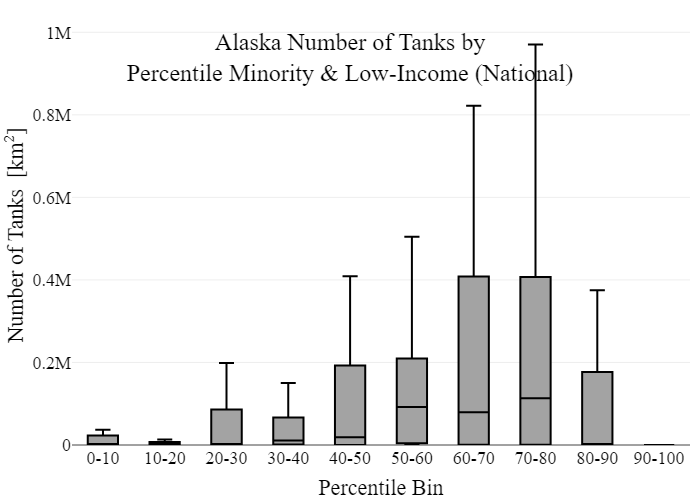 Alaska Number of Tanks by
Percentile Minority & Low-Income (National)
Number of Tanks [km²]
1M
0.8M
0.6M
0.4M
0.2M
0
0-10 10-20 20-30 30-40 40-50 50-60 60-70 70-80 80-90 90-100
Percentile Bin